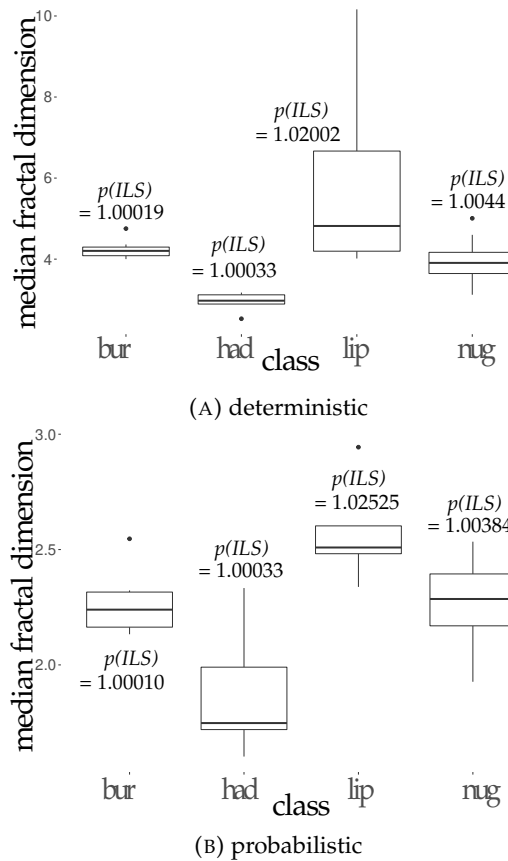 10
median fractal dimension
8
p(ILS)
= 1.02002
6
p(ILS)
= 1.00019
p(ILS)
= 1.0044
p(ILS)
= 1.00033
4
bur had lip nug
class
(A) deterministic
3.0
median fractal dimension
p(ILS)
= 1.02525
p(ILS)
= 1.00384
2.5
p(ILS)
= 1.00033
2.0
p(ILS)
= 1.00010
bur had lip nug
class
(B) probabilistic